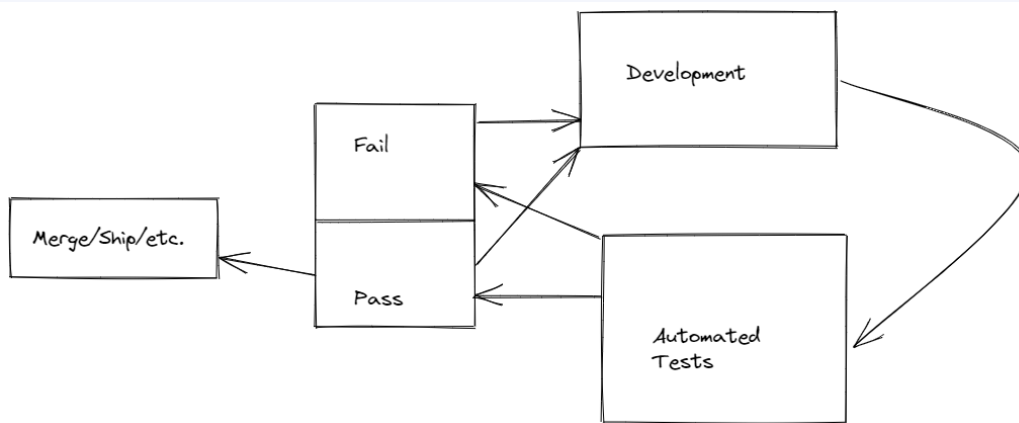 Development
Fail
Merge/Ship/etc.
Pass
Automated
Tests